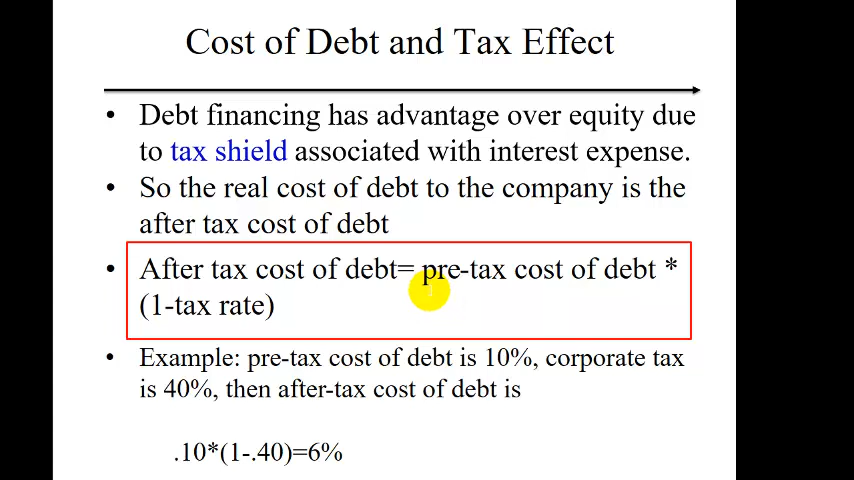 Cost of Debt and Tax Effect
• Debt financing has advantage over equity due
to tax shield associated with interest expense.
• So the real cost of debt to the company is the
after tax cost of debt
• After tax cost of debt= pre-tax cost of debt *
(1-tax rate)
• Example: pre-tax cost of debt is 10%, corporate tax
is 40%, then after-tax cost of debt is
.10*(1-.40)=6%